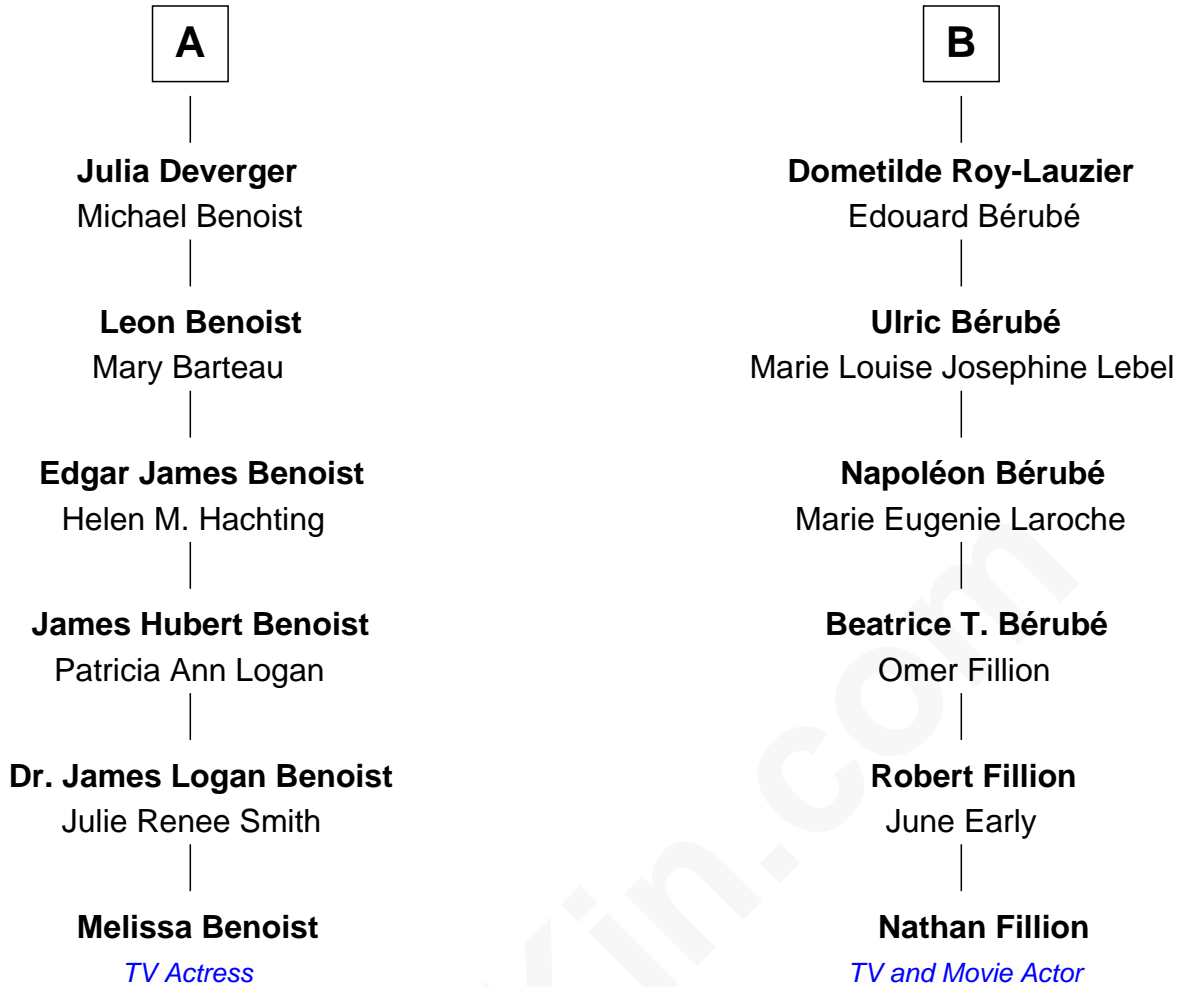 A
Julia Deverger
Michael Benoist
Leon Benoist
Mary Barteau
Edgar James Benoist
Helen M. Hachting
James Hubert Benoist
Patricia Ann Logan
Dr. James Logan Benoist
Julie Renee Smith
Melissa Benoist
TV Actress
B
Dometilde Roy-Lauzier
Edouard Bérubé
Ulric Bérubé
Marie Louise Josephine Lebel
Napoléon Bérubé
Marie Eugenie Laroche
Beatrice T. Bérubé
Omer Fillion
Robert Fillion
June Early
Nathan Fillion
TV and Movie Actor
Kin.com